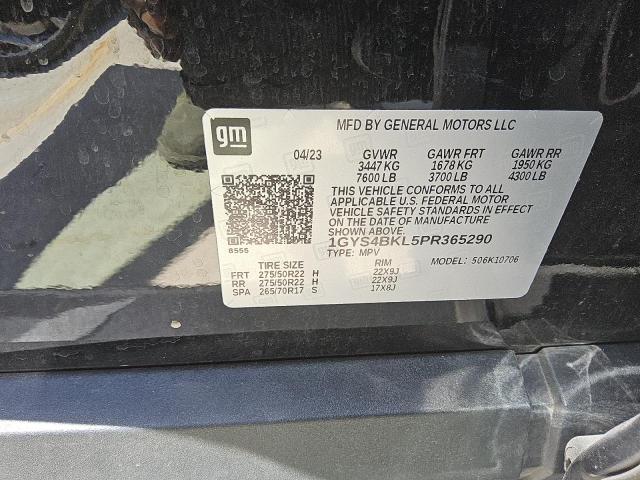 gm
MFD BY GENERAL MOTORS LLC
04/23 GVWR GAWR FRT GAWR RR
3447 KG 1678 KG 1950 KG
7600 LB 3700 LB 4300 LB
THIS VEHICLE CONFORMS TO ALL
APPLICABLE U.S. FEDERAL MOTOR
VEHICLE SAFETY STANDARDS IN EFFECT
ON THE DATE OF MANUFACTURE
SHOWN ABOVE.
8555
1GYS4BKL5PR365290
TYPE: MPV MODEL: 506K10706
TIRE SIZE RIM
FRT 275/50R22 H 22X9J
RR 275/50R22 H 22X9J
SPA 265/70R17 S 17X8J